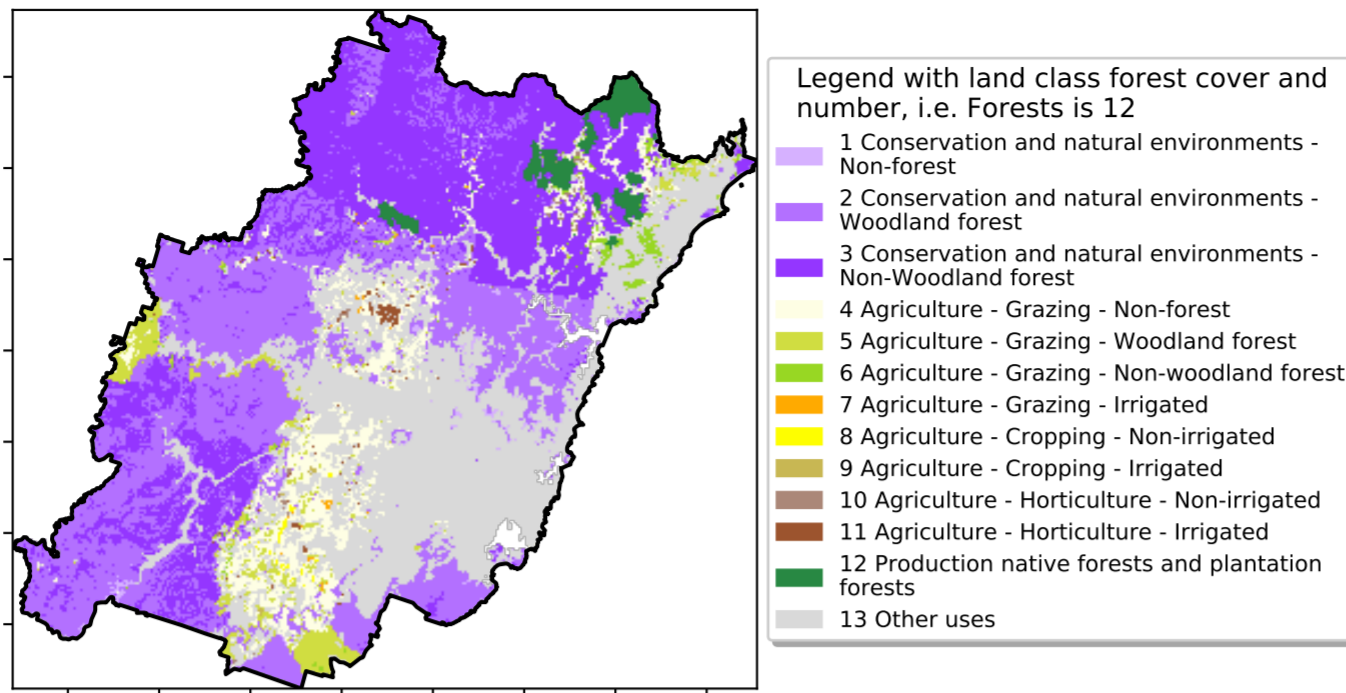 Legend with land class forest cover and
number, i.e. Forests is 12
1 Conservation and natural environments -
Non-forest
2 Conservation and natural environments -
Woodland forest
3 Conservation and natural environments -
Non-Woodland forest
4 Agriculture - Grazing - Non-forest
5 Agriculture - Grazing - Woodland forest
6 Agriculture - Grazing - Non-woodland forest
7 Agriculture - Grazing - Irrigated
8 Agriculture - Cropping - Non-irrigated
9 Agriculture - Cropping - Irrigated
10 Agriculture - Horticulture - Non-irrigated
11 Agriculture - Horticulture - Irrigated
12 Production native forests and plantation
forests
13 Other uses